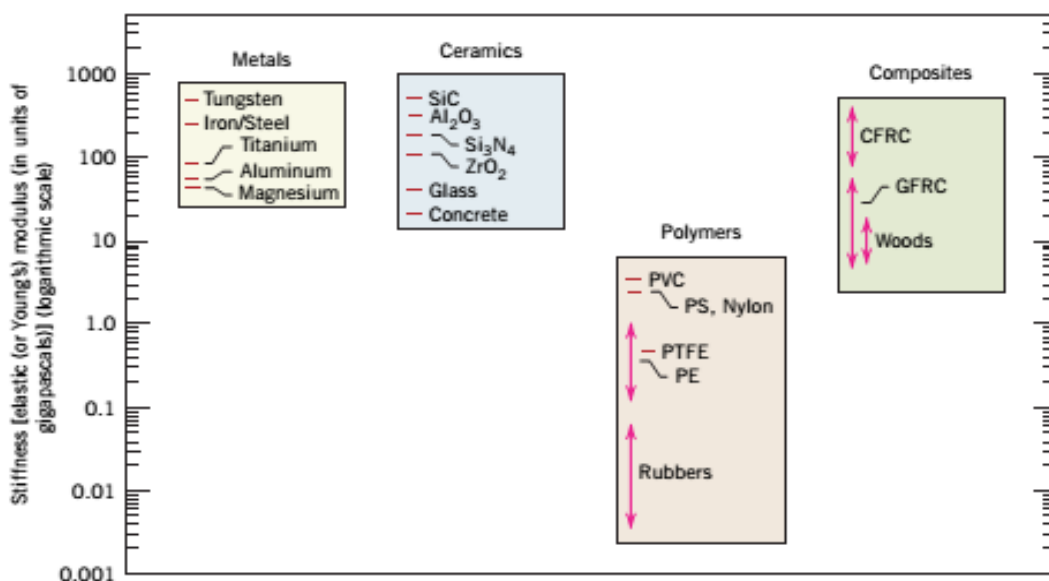 Stiffness [elastic (or Young's) modulus (in units of
gigapascals)] (logarithmic scale)
1000
100
10
1.0
0.1
0.01
0.001
Metals
Tungsten
Iron/Steel
Titanium
Aluminum
Magnesium
Ceramics
SiC
Al₂O₃
Si₃N₄
ZrO₂
Glass
Concrete
Polymers
PVC
PS, Nylon
PTFE
PE
Rubbers
Composites
CFRC
GFRC
Woods